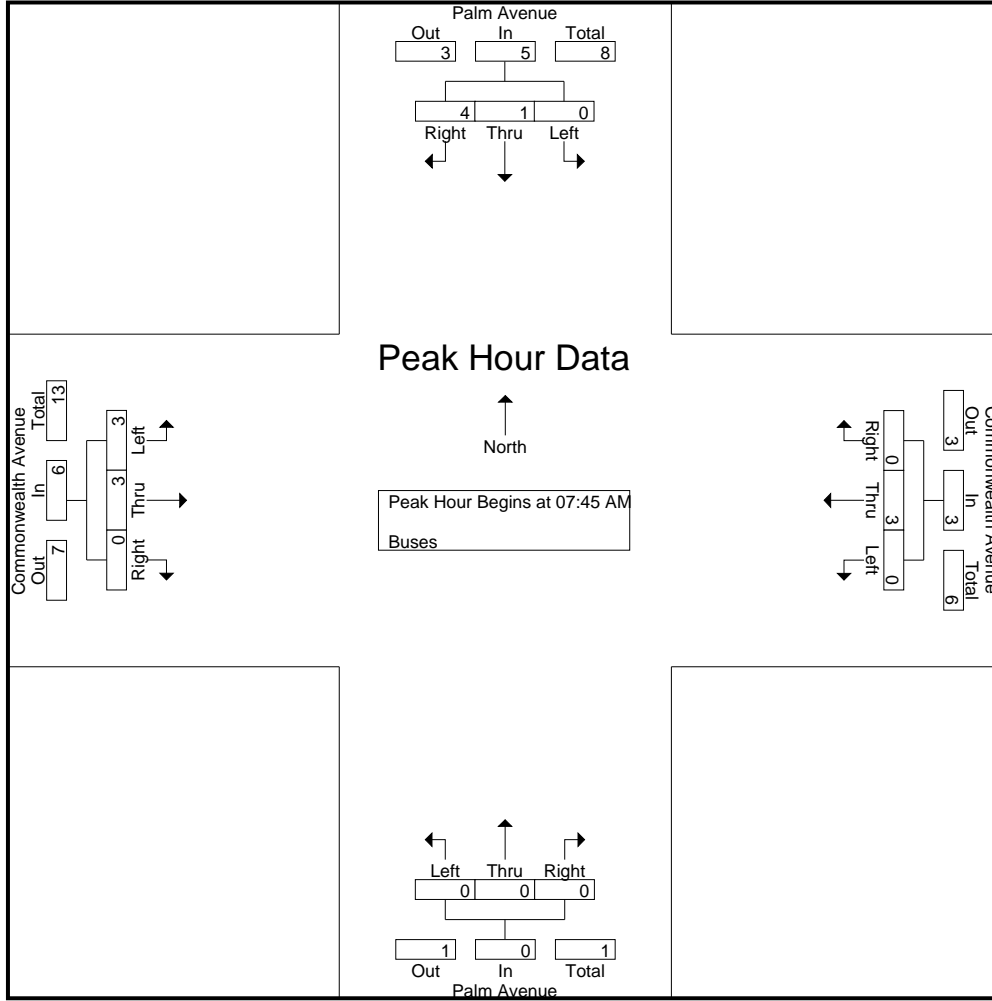 Palm Avenue
Out In Total
3 5 8
4 1 0
Right Thru Left
Peak Hour Data
North
Peak Hour Begins at 07:45 AM
Buses
Commonwealth Avenue
Out In Total
7 6 13
3 3 0
Left Thru Right
Commonwealth Avenue
Out In Total
3 3 6
0 3 0
Right Thru Left
Left Thru Right
0 0 0
1 0 1
Out In Total
Palm Avenue